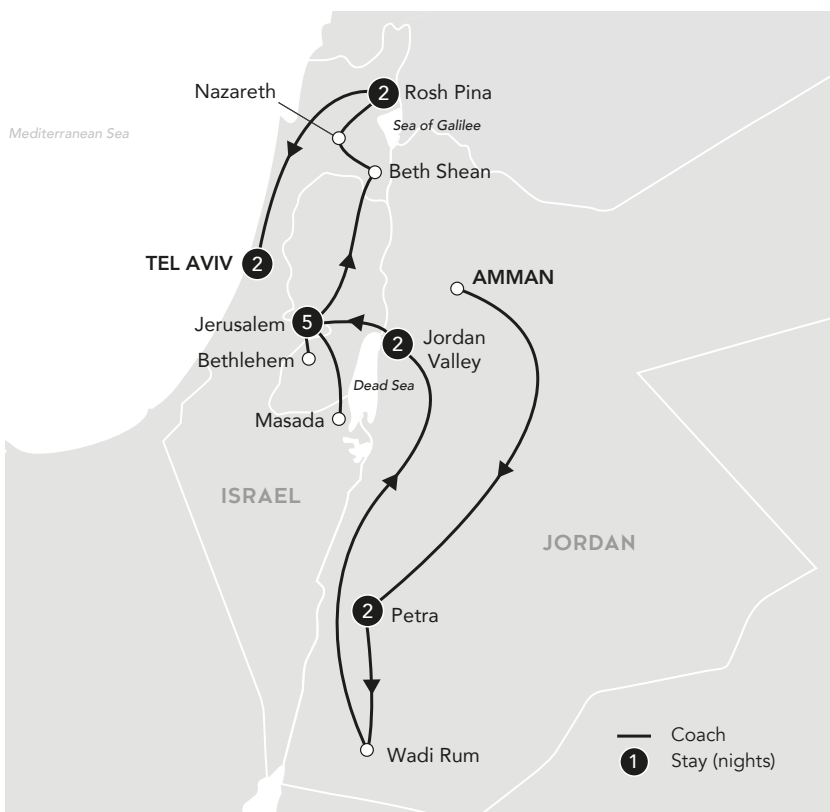 Nazareth
2 Rosh Pina
Mediterranean Sea
Sea of Galilee
Beth Shean
TEL AVIV 2
AMMAN
Jerusalem 5
2 Jordan
Valley
Bethlehem
Dead Sea
Masada
ISRAEL
JORDAN
2 Petra
Wadi Rum
Coach
1 Stay (nights)